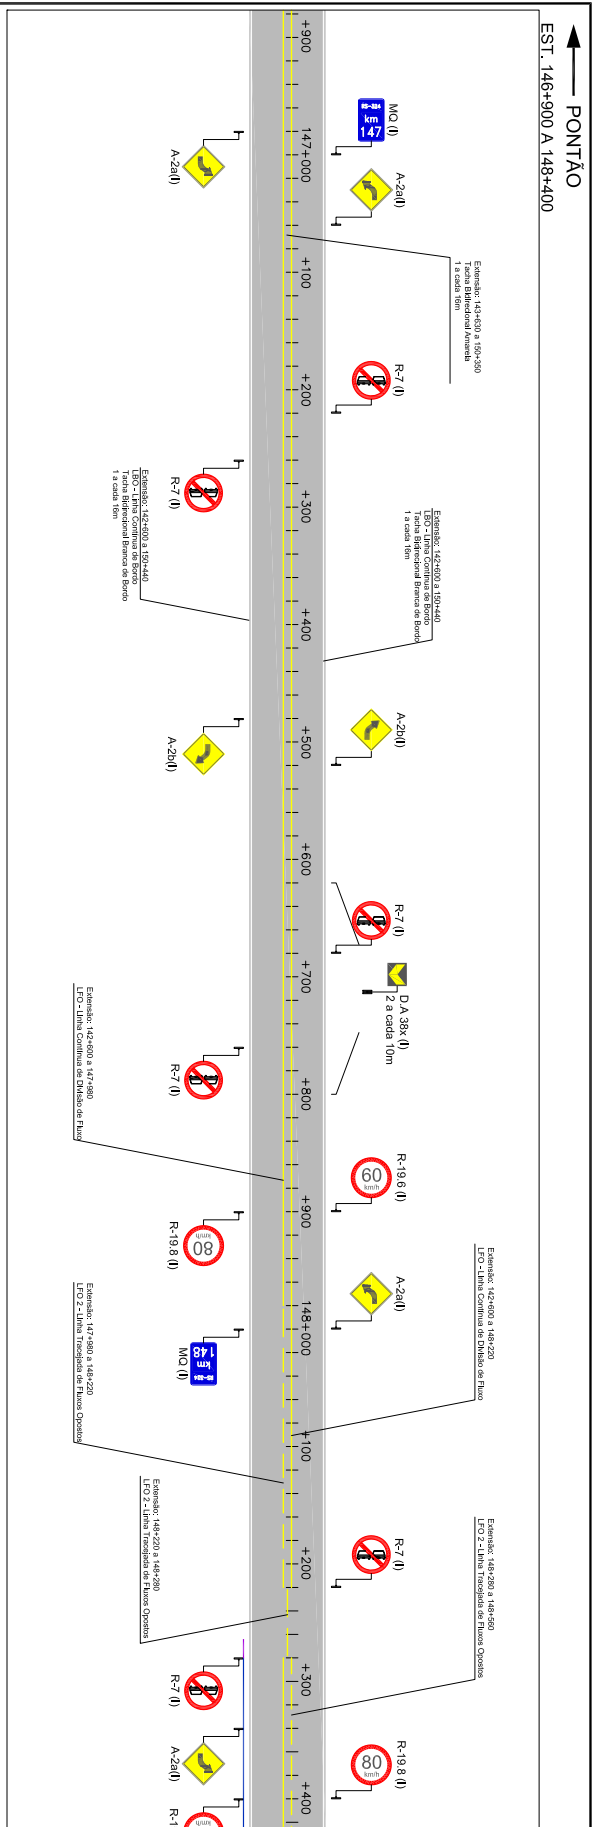 PONTÃO
EST. 146+900 A 148+400
MQ (I)
RS-324
km
147
A-2a(I)
Extensão: 143+630 a 150+350
Tacha Bidirecional Amarela
1 a cada 16m
R-7 (I)
Extensão: 142+600 a 150+440
LBO - Linha Contínua de Bordo
Tacha Bidirecional Branca de Bordo
1 a cada 16m
A-2b(I)
R-7 (I)
D.A 38x (I)
2 a cada 10m
R-19.6 (I)
60
km/h
A-2a(I)
Extensão: 142+600 a 148+220
LFO - Linha Contínua de Divisão de Fluxo
R-7 (I)
Extensão: 148+280 a 148+560
LFO 2 - Linha Tracejada de Fluxos Opostos
R-19.8 (I)
80
km/h
+900
147+000
+100
+200
+300
+400
+500
+600
+700
+800
+900
148+000
+100
+200
+300
+400
A-2a(I)
R-7 (I)
Extensão: 142+600 a 150+440
LBO - Linha Contínua de Bordo
Tacha Bidirecional Branca de Bordo
1 a cada 16m
A-2b(I)
Extensão: 142+600 a 147+980
LFO - Linha Contínua de Divisão de Fluxo
R-7 (I)
R-19.8 (I)
80
km/h
Extensão: 147+980 a 148+220
LFO 2 - Linha Tracejada de Fluxos Opostos
MQ (I)
RS-324
km
148
Extensão: 148+220 a 148+280
LFO 2 - Linha Tracejada de Fluxos Opostos
R-7 (I)
A-2a(I)
R-1
km/h